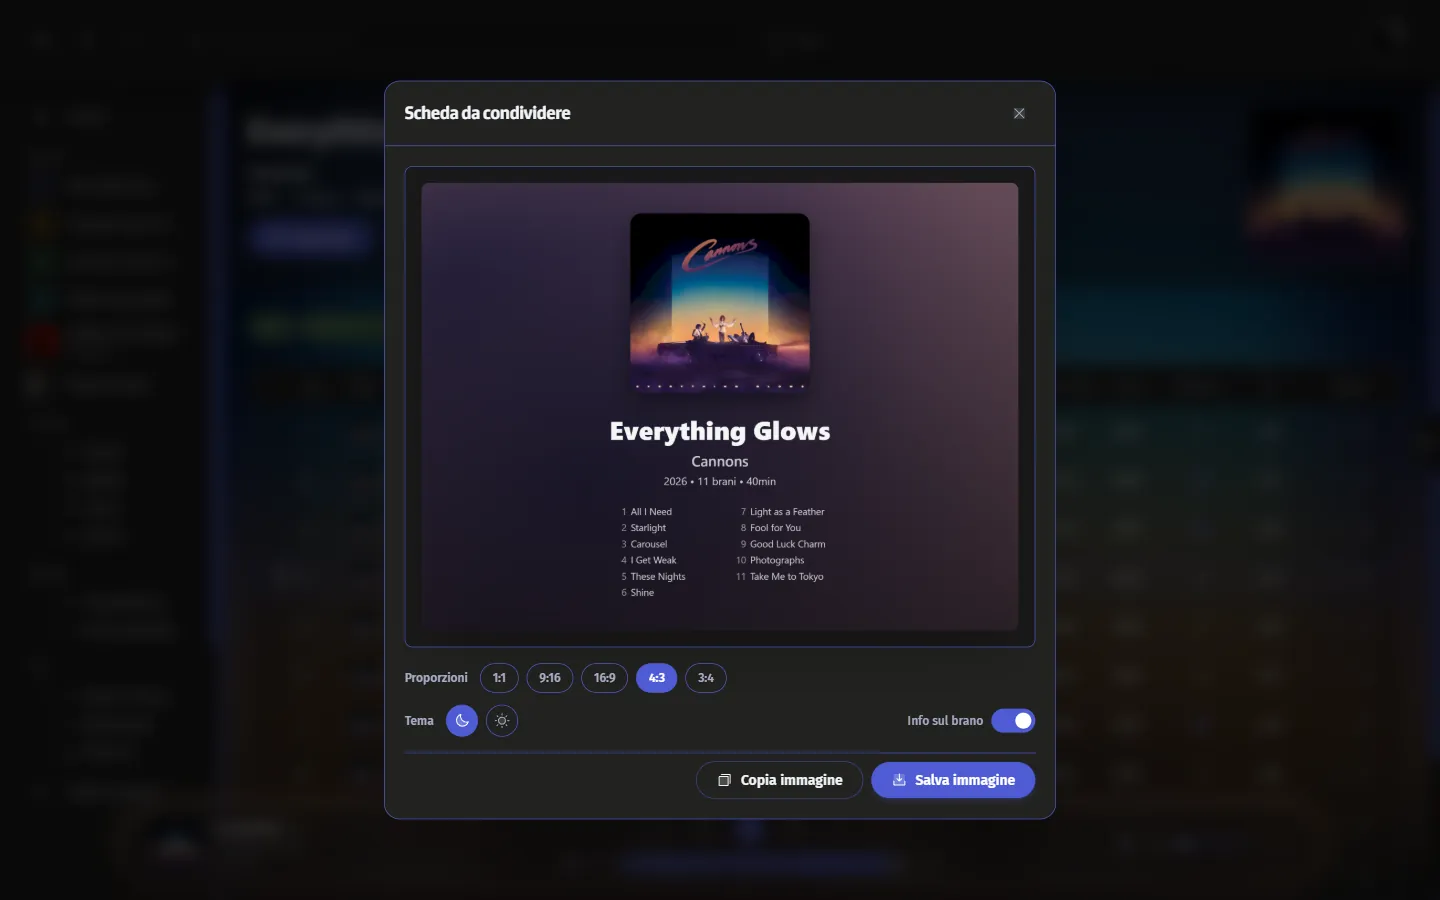 Scheda da condividere
Cannons
Everything Glows
Cannons
2026 • 11 brani • 40min
1 All I Need
2 Starlight
3 Carousel
4 I Get Weak
5 These Nights
6 Shine
7 Light as a Feather
8 Fool for You
9 Good Luck Charm
10 Photographs
11 Take Me to Tokyo
Proporzioni 1:1 9:16 16:9 4:3 3:4
Tema Info sul brano
Copia immagine Salva immagine